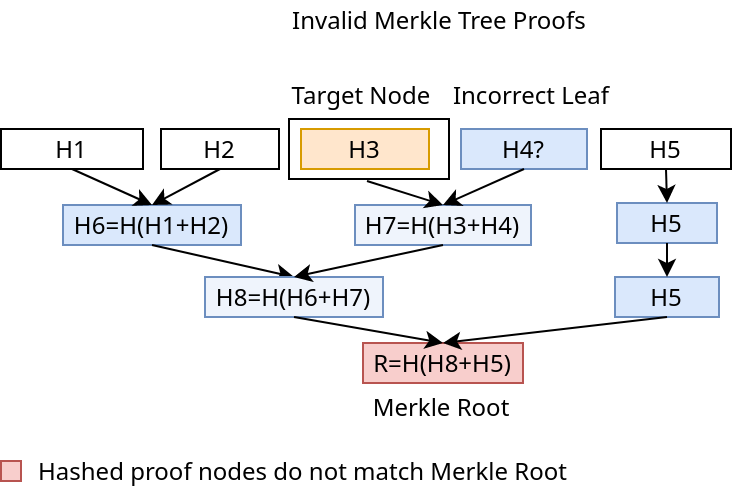 Invalid Merkle Tree Proofs
Target Node
Incorrect Leaf
H1
H2
H3
H4?
H5
H6=H(H1+H2)
H7=H(H3+H4)
H5
H8=H(H6+H7)
H5
R=H(H8+H5)
Merkle Root
Hashed proof nodes do not match Merkle Root